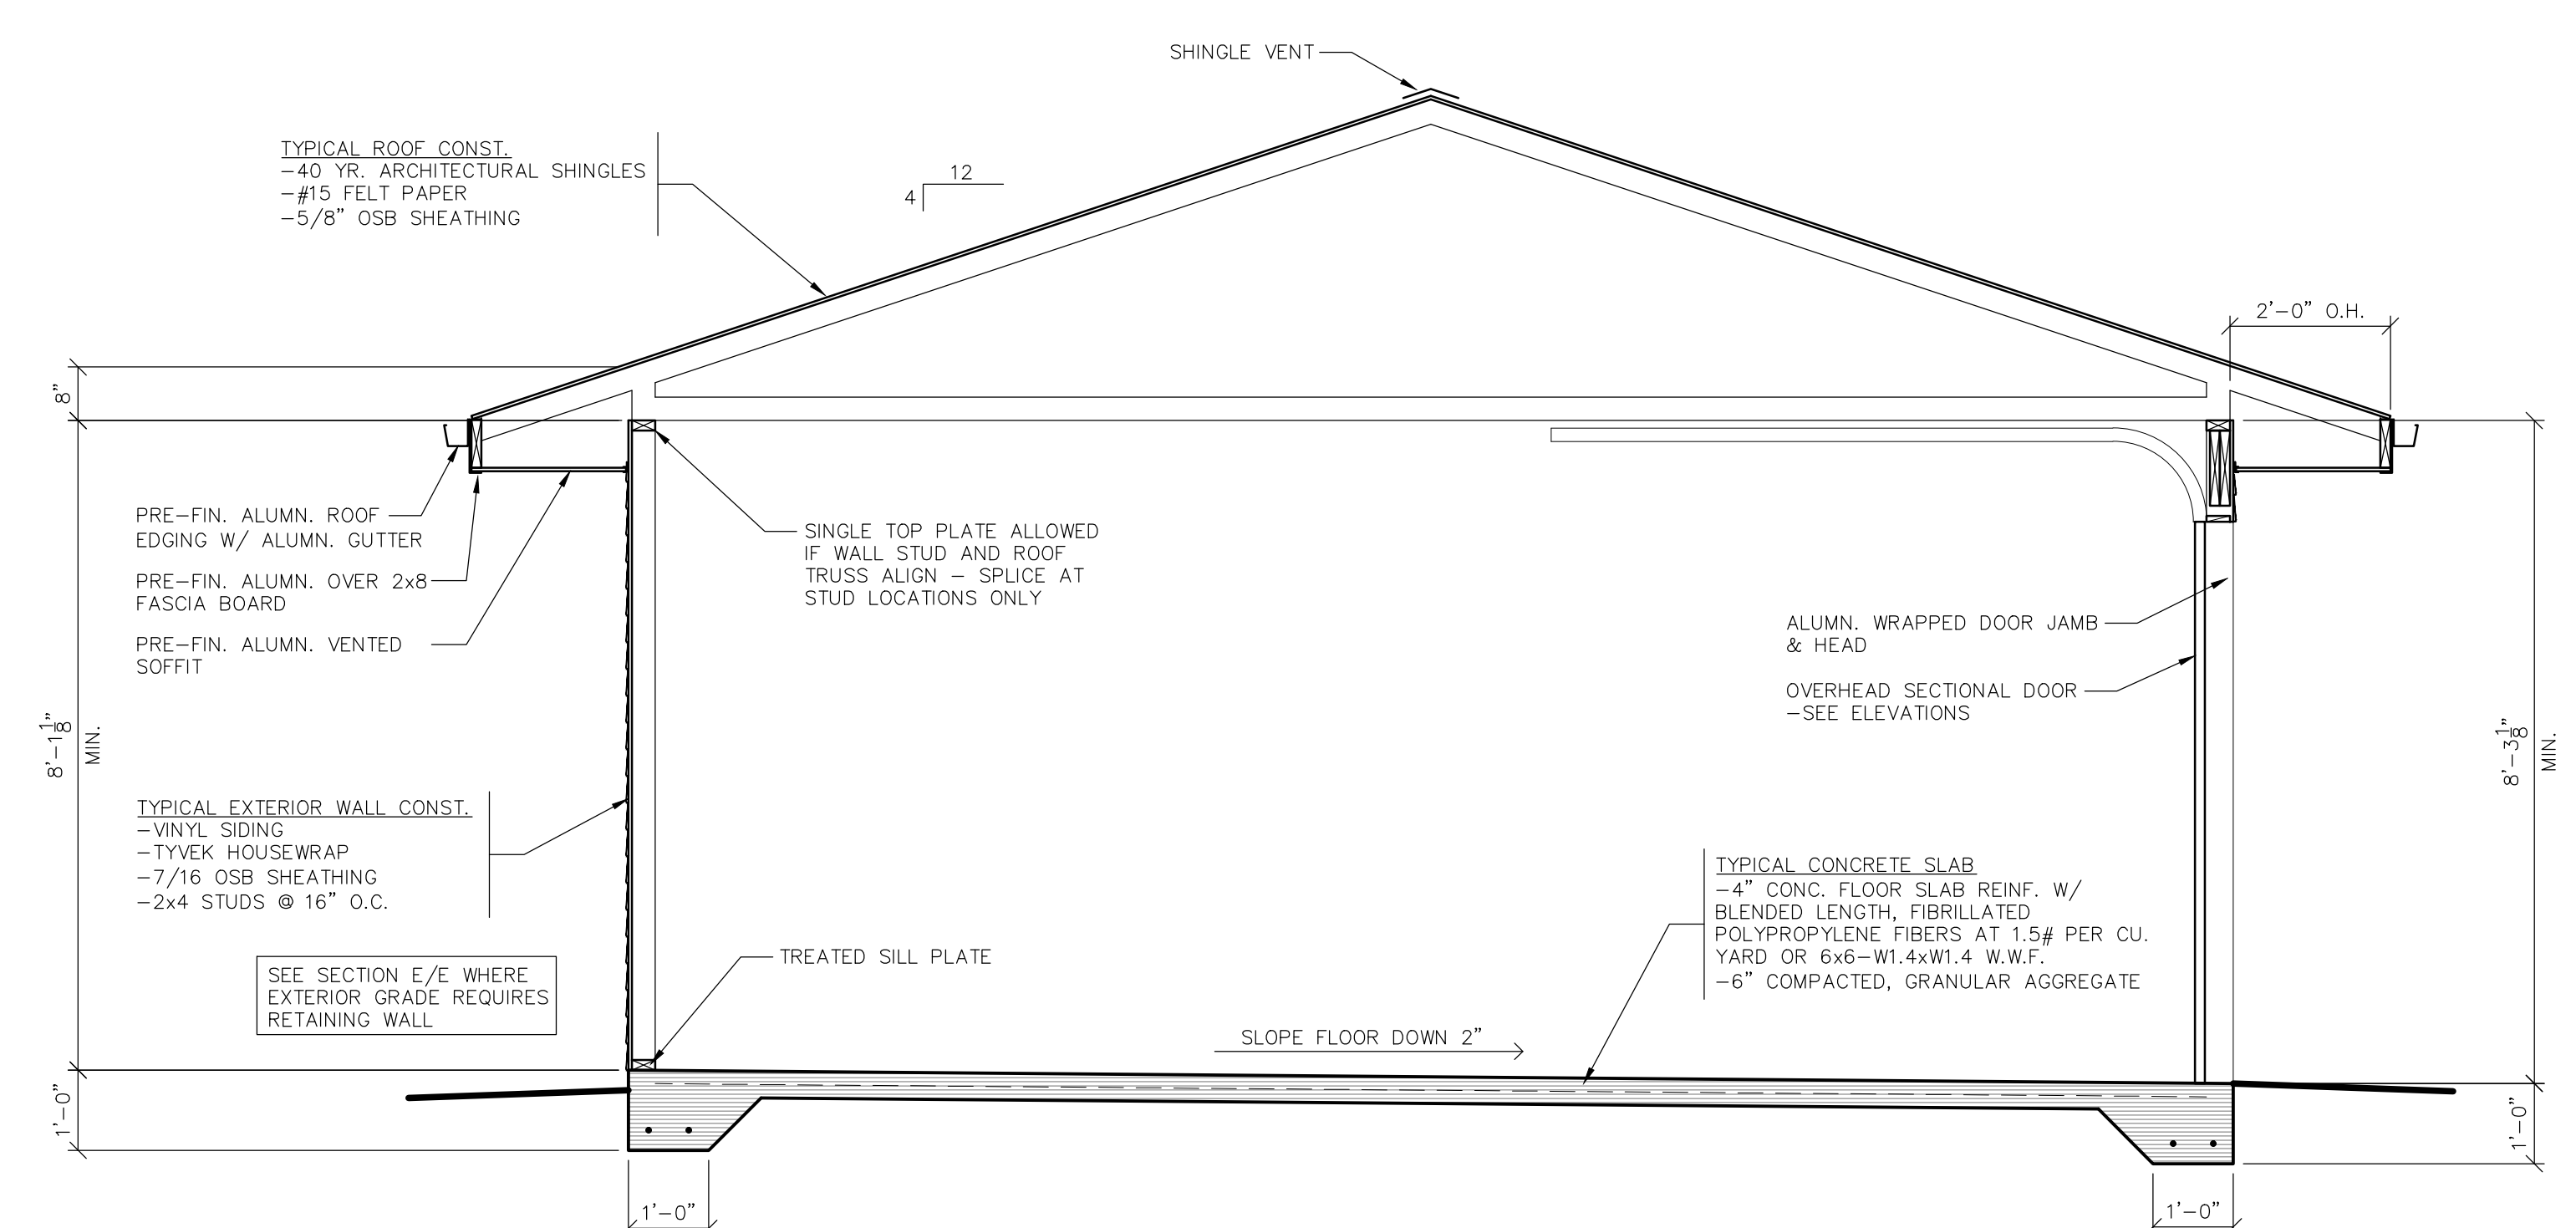 SHINGLE VENT
TYPICAL ROOF CONST.
-40 YR. ARCHITECTURAL SHINGLES
-#15 FELT PAPER
-5/8" OSB SHEATHING
12
4
2'-0" O.H.
8"
PRE-FIN. ALUMN. ROOF
EDGING W/ ALUMN. GUTTER
PRE-FIN. ALUMN. OVER 2x8
FASCIA BOARD
PRE-FIN. ALUMN. VENTED
SOFFIT
SINGLE TOP PLATE ALLOWED
IF WALL STUD AND ROOF
TRUSS ALIGN - SPLICE AT
STUD LOCATIONS ONLY
ALUMN. WRAPPED DOOR JAMB
& HEAD
OVERHEAD SECTIONAL DOOR
-SEE ELEVATIONS
8'-1 1/8"
MIN.
8'-3 1/8"
MIN.
TYPICAL EXTERIOR WALL CONST.
-VINYL SIDING
-TYVEK HOUSEWRAP
-7/16 OSB SHEATHING
-2x4 STUDS @ 16" O.C.
TYPICAL CONCRETE SLAB
-4" CONC. FLOOR SLAB REINF. W/
BLENDED LENGTH, FIBRILLATED
POLYPROPYLENE FIBERS AT 1.5# PER CU.
YARD OR 6x6-W1.4xW1.4 W.W.F.
-6" COMPACTED, GRANULAR AGGREGATE
SEE SECTION E/E WHERE
EXTERIOR GRADE REQUIRES
RETAINING WALL
TREATED SILL PLATE
SLOPE FLOOR DOWN 2"
1'-0"
1'-0"
1'-0"
1'-0"